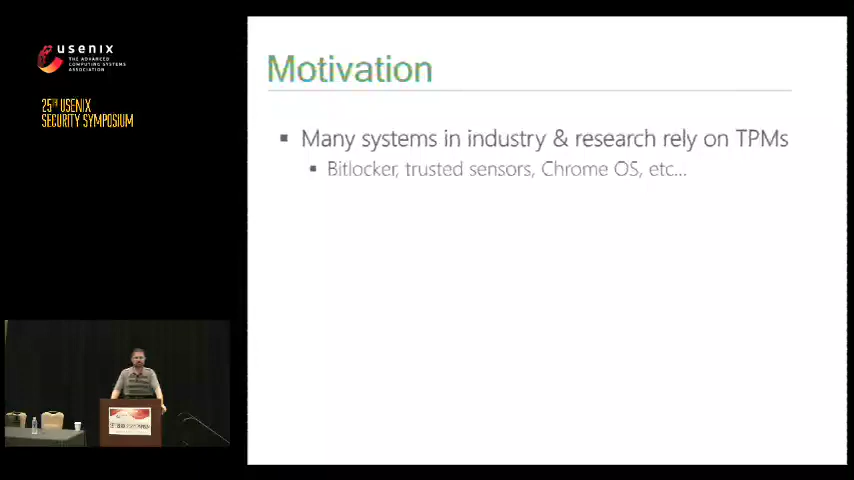 usenix
THE ADVANCED
COMPUTING SYSTEMS
ASSOCIATION
25TH USENIX
SECURITY SYMPOSIUM
Motivation
▪ Many systems in industry & research rely on TPMs
▪ Bitlocker, trusted sensors, Chrome OS, etc...